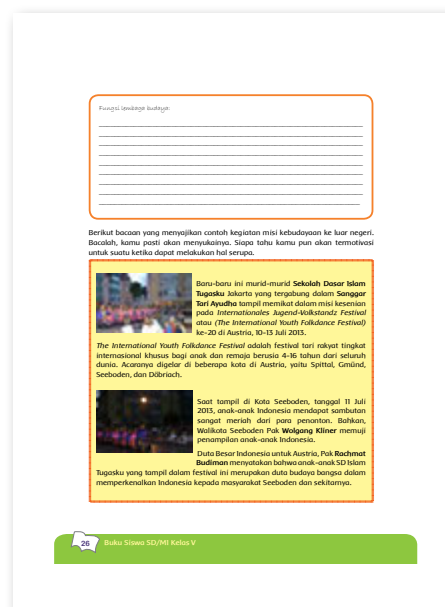 Fungsi lembaga budaya:
Berikut bacaan yang menyajikan contoh kegiatan misi kebudayaan ke luar negeri.
Bacalah, kamu pasti akan menyukainya. Siapa tahu kamu pun akan termotivasi
untuk suatu ketika dapat melakukan hal serupa.
Baru-baru ini murid-murid Sekolah Dasar Islam
Tugasku Jakarta yang tergabung dalam Sanggar
Tari Ayudha tampil memikat dalam misi kesenian
pada Internationales Jugend-Volkstandz Festival
atau (The International Youth Folkdance Festival)
ke-20 di Austria, 10-13 Juli 2013.
The International Youth Folkdance Festival adalah festival tari rakyat tingkat
internasional khusus bagi anak dan remaja berusia 4-16 tahun dari seluruh
dunia. Acaranya digelar di beberapa kota di Austria, yaitu Spittal, Gmünd,
Seeboden, dan Döbriach.
Saat tampil di Kota Seeboden, tanggal 11 Juli
2013, anak-anak Indonesia mendapat sambutan
sangat meriah dari para penonton. Bahkan,
Walikota Seeboden Pak Wolgang Kliner memuji
penampilan anak-anak Indonesia.
Duta Besar Indonesia untuk Austria, Pak Rachmat
Budiman menyatakan bahwa anak-anak SD Islam
Tugasku yang tampil dalam festival ini merupakan duta budaya bangsa dalam
memperkenalkan Indonesia kepada masyarakat Seeboden dan sekitarnya.
26 Buku Siswa SD/MI Kelas V